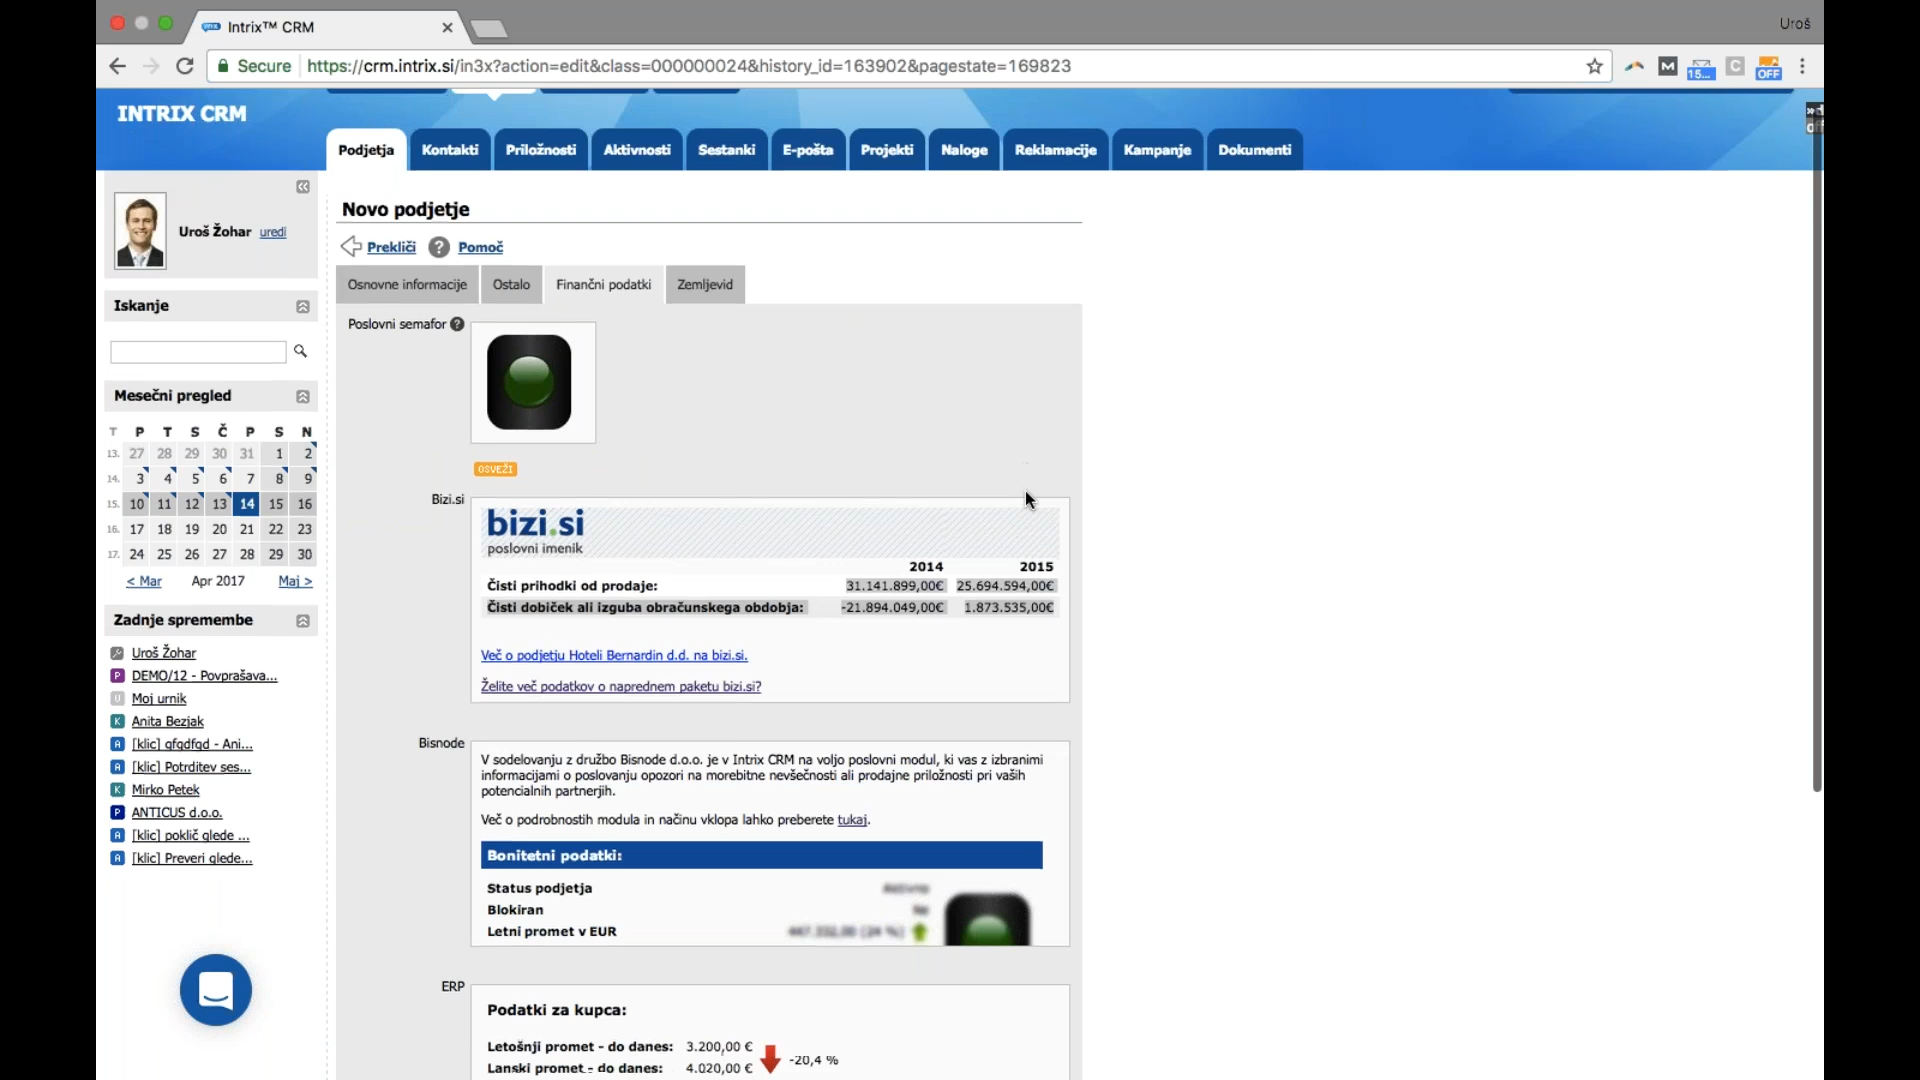 Intrix™ CRM
Uroš
Secure https://crm.intrix.si/in3x?action=edit&class=000000024&history_id=163902&pagestate=169823
M
15...
C
OFF
INTRIX CRM
Podjetja Kontakti Priložnosti Aktivnosti Sestanki E-pošta Projekti Naloge Reklamacije Kampanje Dokumenti
Uroš Žohar uredi
Iskanje
Mesečni pregled
T P T S Č P S N
13. 27 28 29 30 31 1 2
14. 3 4 5 6 7 8 9
15. 10 11 12 13 14 15 16
16. 17 18 19 20 21 22 23
17. 24 25 26 27 28 29 30
< Mar Apr 2017 Maj >
Zadnje spremembe
Uroš Žohar
P DEMO/12 - Povprašava...
U Moj urnik
K Anita Bezjak
A [klic] gfgdfgd - Ani...
A [klic] Potrditev ses...
K Mirko Petek
P ANTICUS d.o.o.
A [klic] poklič glede ...
A [klic] Preveri glede...
Novo podjetje
Prekliči ? Pomoč
Osnovne informacije Ostalo Finančni podatki Zemljevid
Poslovni semafor ?
OSVEŽI
Bizi.si
bizi.si
poslovni imenik
2014 2015
Čisti prihodki od prodaje: 31.141.899,00€ 25.694.594,00€
Čisti dobiček ali izguba obračunskega obdobja: -21.894.049,00€ 1.873.535,00€
Več o podjetju Hoteli Bernardin d.d. na bizi.si.
Želite več podatkov o naprednem paketu bizi.si?
Bisnode
V sodelovanju z družbo Bisnode d.o.o. je v Intrix CRM na voljo poslovni modul, ki vas z izbranimi
informacijami o poslovanju opozori na morebitne nevšečnosti ali prodajne priložnosti pri vaših
potencialnih partnerjih.
Več o podrobnostih modula in načinu vklopa lahko preberete tukaj.
Bonitetni podatki:
Status podjetja
Blokiran
Letni promet v EUR
ERP
Podatki za kupca:
Letošnji promet - do danes: 3.200,00 €
-20,4 %
Lanski promet - do danes: 4.020,00 €